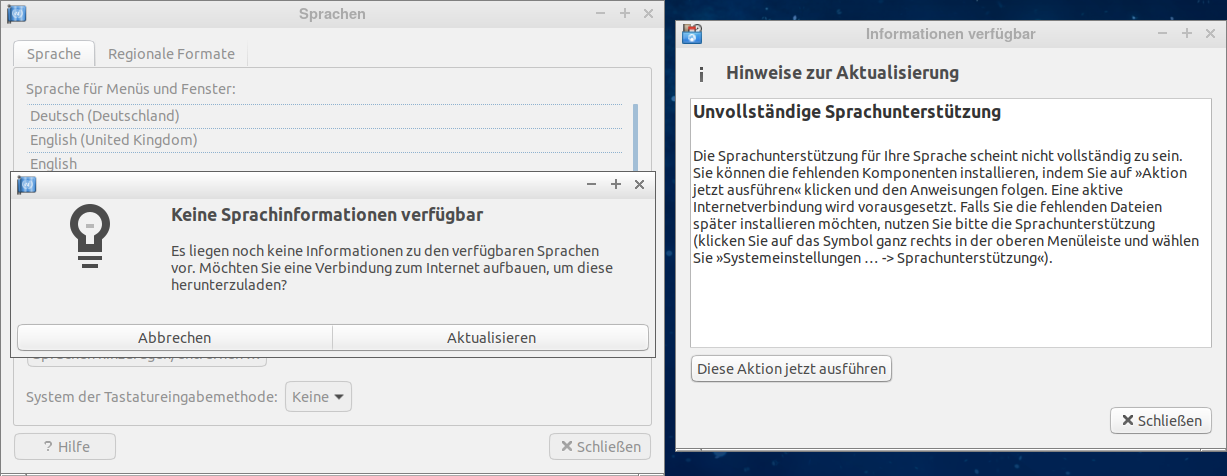 Sprachen
Sprache
Regionale Formate
Sprache für Menüs und Fenster:
Deutsch (Deutschland)
English (United Kingdom)
English
Keine Sprachinformationen verfügbar
Es liegen noch keine Informationen zu den verfügbaren Sprachen
vor. Möchten Sie eine Verbindung zum Internet aufbauen, um diese
herunterzuladen?
Abbrechen
Aktualisieren
System der Tastatureingabemethode:
Keine
? Hilfe
Schließen
Informationen verfügbar
Hinweise zur Aktualisierung
Unvollständige Sprachunterstützung
Die Sprachunterstützung für Ihre Sprache scheint nicht vollständig zu sein.
Sie können die fehlenden Komponenten installieren, indem Sie auf »Aktion
jetzt ausführen« klicken und den Anweisungen folgen. Eine aktive
Internetverbindung wird vorausgesetzt. Falls Sie die fehlenden Dateien
später installieren möchten, nutzen Sie bitte die Sprachunterstützung
(klicken Sie auf das Symbol ganz rechts in der oberen Menüleiste und wählen
Sie »Systemeinstellungen … -> Sprachunterstützung«).
Diese Aktion jetzt ausführen
Schließen